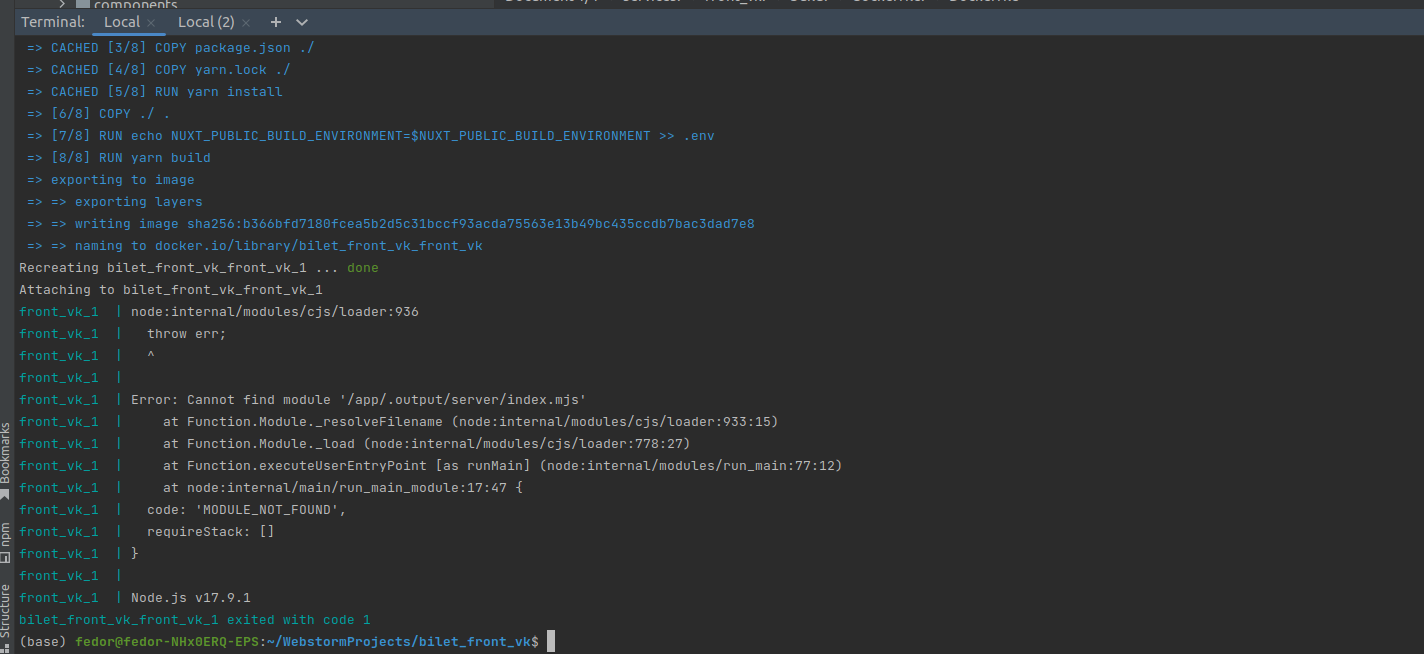 components
Terminal: Local × Local (2) × +
=> CACHED [3/8] COPY package.json ./
=> CACHED [4/8] COPY yarn.lock ./
=> CACHED [5/8] RUN yarn install
=> [6/8] COPY ./ .
=> [7/8] RUN echo NUXT_PUBLIC_BUILD_ENVIRONMENT=$NUXT_PUBLIC_BUILD_ENVIRONMENT >> .env
=> [8/8] RUN yarn build
=> exporting to image
=> => exporting layers
=> => writing image sha256:b366bfd7180fcea5b2d5c31bccf93acda75563e13b49bc435ccdb7bac3dad7e8
=> => naming to docker.io/library/bilet_front_vk_front_vk
Recreating bilet_front_vk_front_vk_1 ... done
Attaching to bilet_front_vk_front_vk_1
front_vk_1  | node:internal/modules/cjs/loader:936
front_vk_1  |   throw err;
front_vk_1  |   ^
front_vk_1  |
front_vk_1  | Error: Cannot find module '/app/.output/server/index.mjs'
front_vk_1  |     at Function.Module._resolveFilename (node:internal/modules/cjs/loader:933:15)
front_vk_1  |     at Function.Module._load (node:internal/modules/cjs/loader:778:27)
front_vk_1  |     at Function.executeUserEntryPoint [as runMain] (node:internal/modules/run_main:77:12)
front_vk_1  |     at node:internal/main/run_main_module:17:47 {
front_vk_1  |   code: 'MODULE_NOT_FOUND',
front_vk_1  |   requireStack: []
front_vk_1  | }
front_vk_1  |
front_vk_1  | Node.js v17.9.1
bilet_front_vk_front_vk_1 exited with code 1
(base) fedor@fedor-NHx0ERQ-EPS:~/WebstormProjects/bilet_front_vk$
Bookmarks
npm
Structure